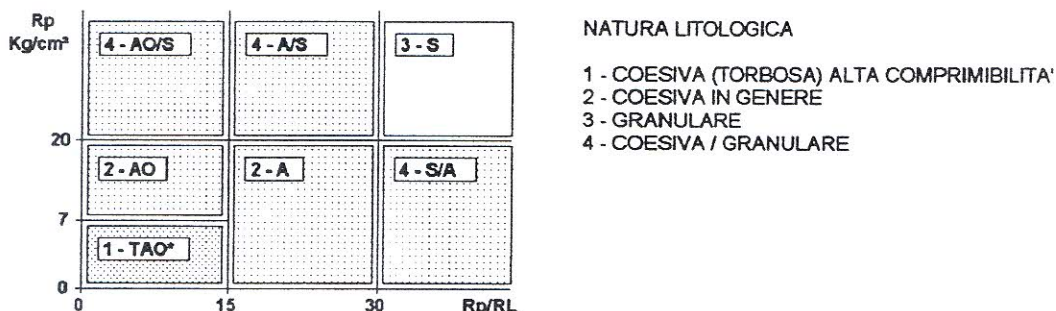 Rp
Kg/cm²
4 - AO/S
4 - A/S
3 - S
20
2 - AO
2 - A
4 - S/A
7
1 - TAO*
0
0 15 30 Rp/RL
NATURA LITOLOGICA
1 - COESIVA (TORBOSA) ALTA COMPRIMIBILITA'
2 - COESIVA IN GENERE
3 - GRANULARE
4 - COESIVA / GRANULARE